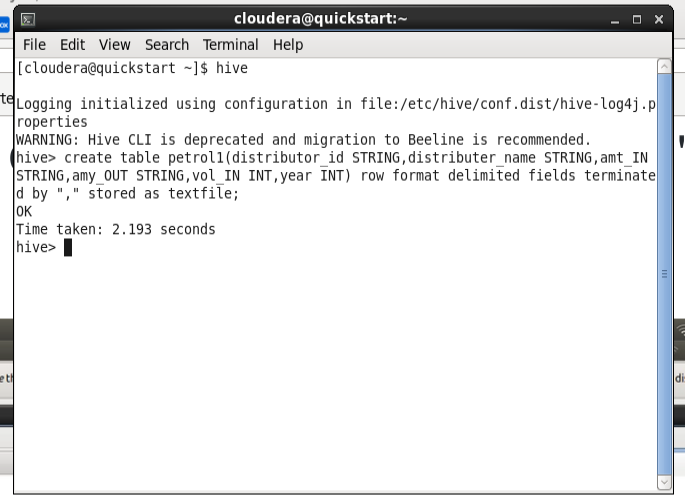 cloudera@quickstart:~
File Edit View Search Terminal Help
[cloudera@quickstart ~]$ hive
Logging initialized using configuration in file:/etc/hive/conf.dist/hive-log4j.p
roperties
WARNING: Hive CLI is deprecated and migration to Beeline is recommended.
hive> create table petrol1(distributor_id STRING,distributer_name STRING,amt_IN
STRING,amy_OUT STRING,vol_IN INT,year INT) row format delimited fields terminate
d by "," stored as textfile;
OK
Time taken: 2.193 seconds
hive>